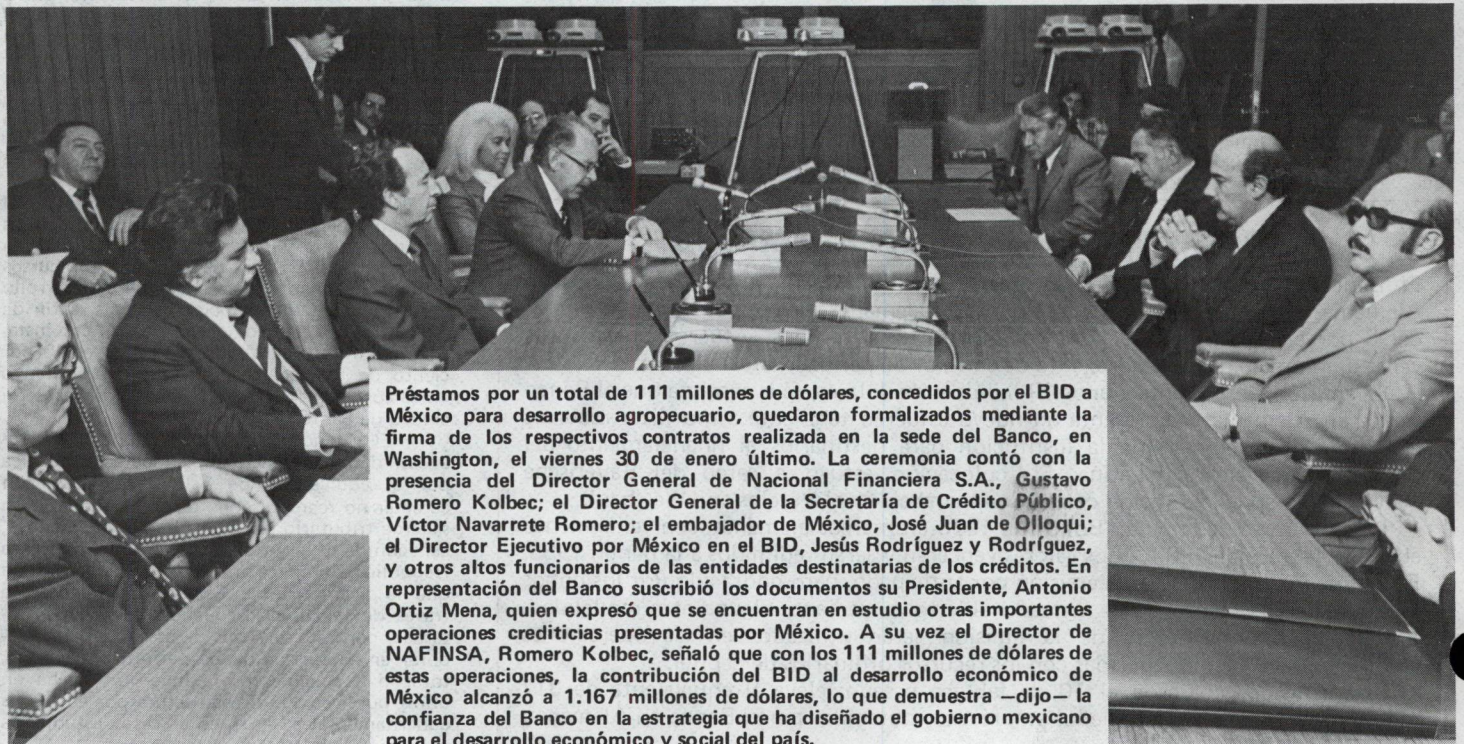 Préstamos por un total de 111 millones de dólares, concedidos por el BID a
México para desarrollo agropecuario, quedaron formalizados mediante la
firma de los respectivos contratos realizada en la sede del Banco, en
Washington, el viernes 30 de enero último. La ceremonia contó con la
presencia del Director General de Nacional Financiera S.A., Gustavo
Romero Kolbec; el Director General de la Secretaría de Crédito Público,
Víctor Navarrete Romero; el embajador de México, José Juan de Olloqui;
el Director Ejecutivo por México en el BID, Jesús Rodríguez y Rodríguez,
y otros altos funcionarios de las entidades destinatarias de los créditos. En
representación del Banco suscribió los documentos su Presidente, Antonio
Ortiz Mena, quien expresó que se encuentran en estudio otras importantes
operaciones crediticias presentadas por México. A su vez el Director de
NAFINSA, Romero Kolbec, señaló que con los 111 millones de dólares de
estas operaciones, la contribución del BID al desarrollo económico de
México alcanzó a 1.167 millones de dólares, lo que demuestra —dijo— la
confianza del Banco en la estrategia que ha diseñado el gobierno mexicano
para el desarrollo económico y social del país.